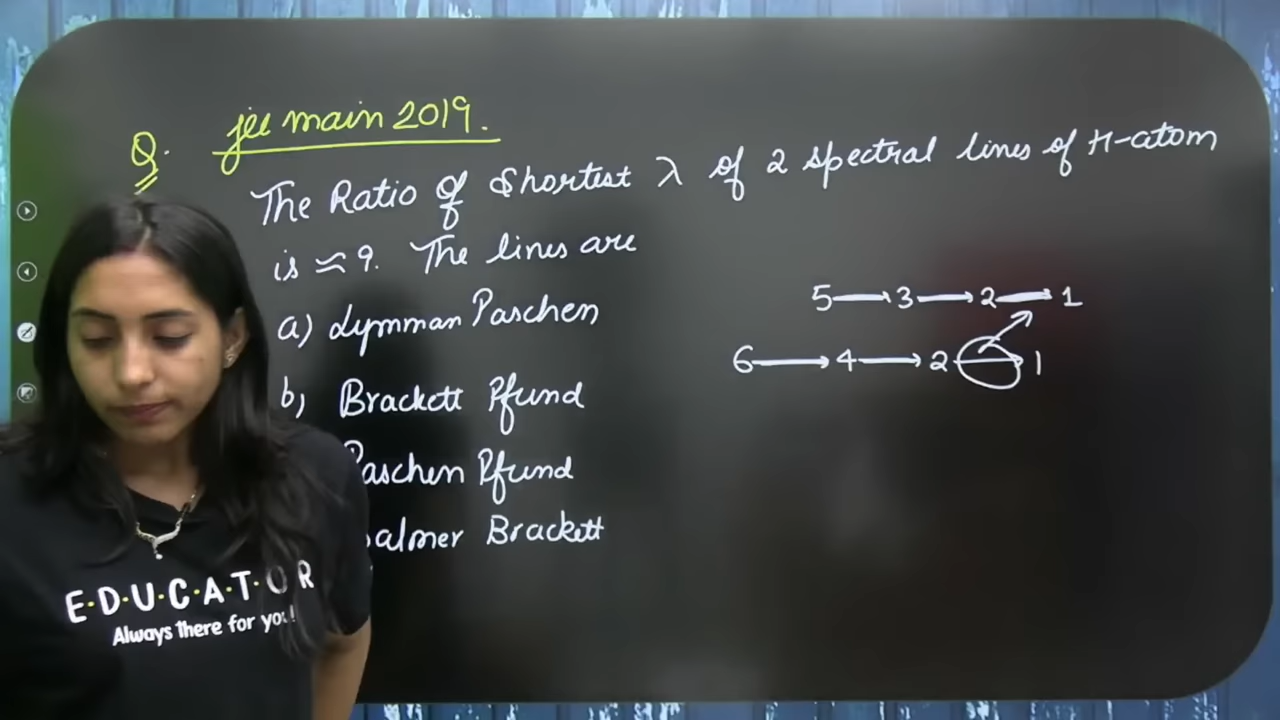 jee main 2019.
Q.
The Ratio of Shortest λ of 2 spectral lines of H-atom
is ≈ 9. The lines are
a) Lymman Paschen
b) Brackett Pfund
Paschen Pfund
Balmer Brackett
5 → 3 → 2 → 1
6 → 4 → 2 → 1
E·D·U·C·A·T·O·R
Always There for you!